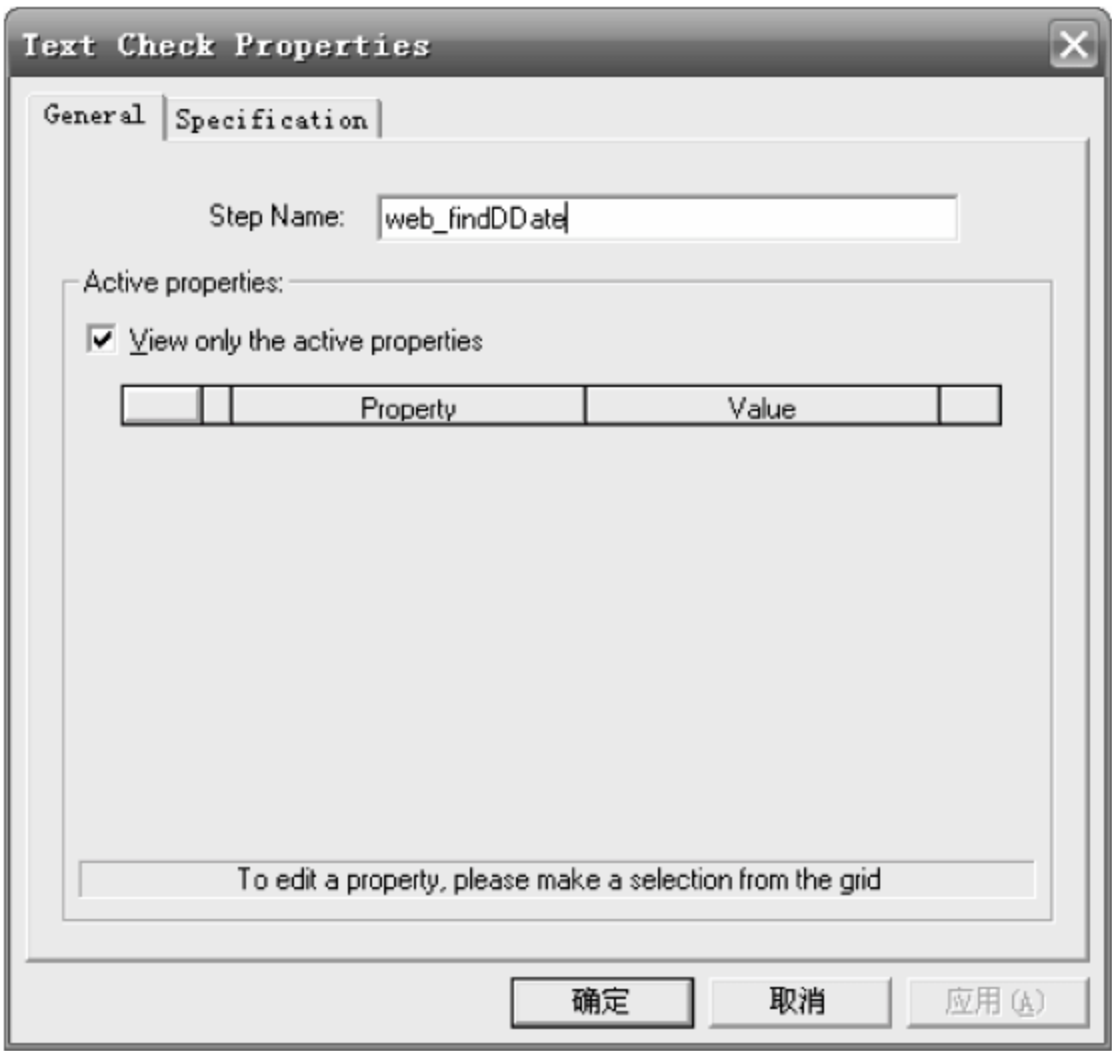 Text Check Properties
General
Specification
Step Name:
web_findDDate
Active properties:
View only the active properties
Property
Value
To edit a property, please make a selection from the grid
确定
取消
应用(A)